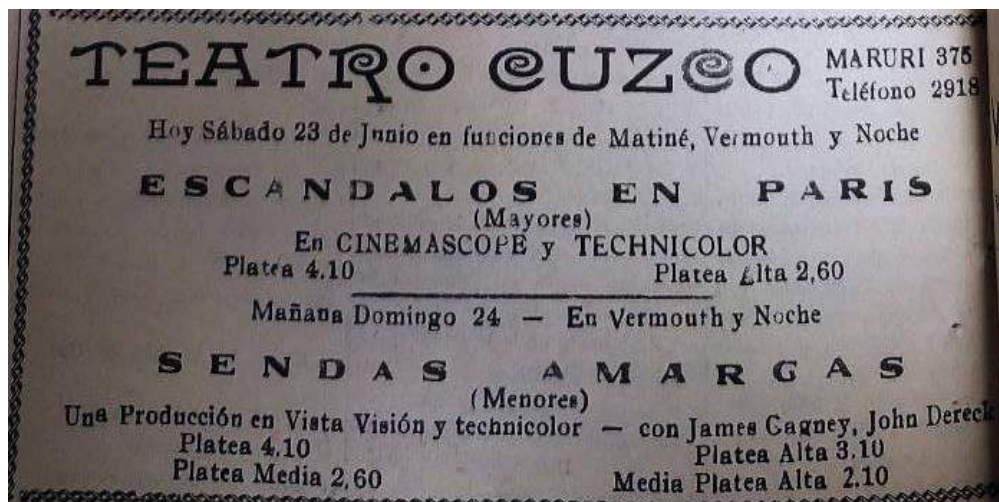 TEATRO CUZCO
MARURI 375
Teléfono 2918
Hoy Sábado 23 de Junio en funciones de Matiné, Vermouth y Noche
ESCANDALOS EN PARIS
(Mayores)
En CINEMASCOPE y TECHNICOLOR
Platea 4.10 Platea Alta 2,60
Mañana Domingo 24 — En Vermouth y Noche
SENDAS AMARGAS
(Menores)
Una Producción en Vista Visión y technicolor — con James Cagney, John Dereck
Platea 4.10 Platea Alta 3.10
Platea Media 2,60 Media Platea Alta 2.10